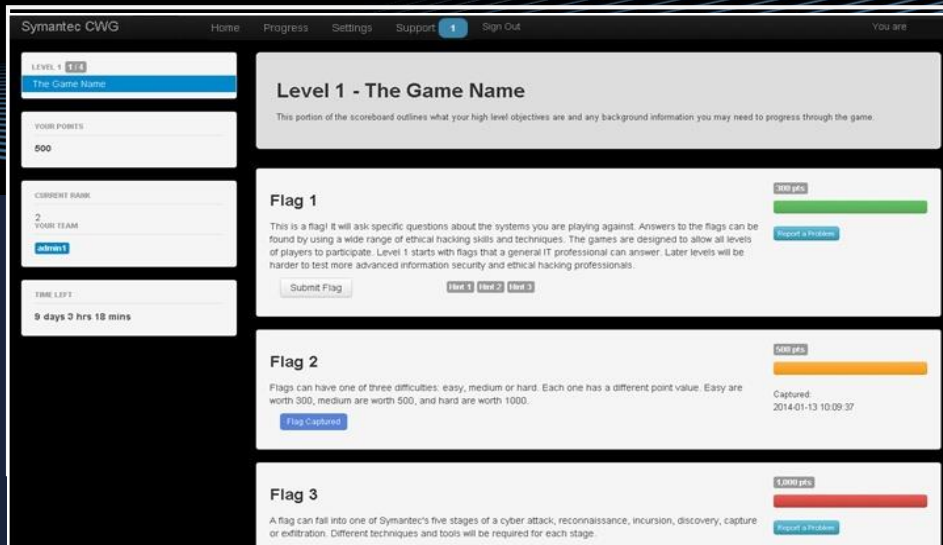 Symantec CWG
Home Progress Settings Support 1 Sign Out
You are
LEVEL 1 1 / 4
The Game Name
YOUR POINTS
500
CURRENT RANK
2
YOUR TEAM
admin1
TIME LEFT
9 days 3 hrs 18 mins
Level 1 - The Game Name
This portion of the scoreboard outlines what your high level objectives are and any background information you may need to progress through the game.
Flag 1
This is a flag! It will ask specific questions about the systems you are playing against. Answers to the flags can be
found by using a wide range of ethical hacking skills and techniques. The games are designed to allow all levels
of players to participate. Level 1 starts with flags that a general IT professional can answer. Later levels will be
harder to test more advanced information security and ethical hacking professionals.
Submit Flag
Hint 1 Hint 2 Hint 3
300 pts
Report a Problem
Flag 2
Flags can have one of three difficulties: easy, medium or hard. Each one has a different point value. Easy are
worth 300, medium are worth 500, and hard are worth 1000.
Flag Captured
500 pts
Captured:
2014-01-13 10:09:37
Flag 3
A flag can fall into one of Symantec's five stages of a cyber attack, reconnaissance, incursion, discovery, capture
or exfiltration. Different techniques and tools will be required for each stage.
1,000 pts
Report a Problem